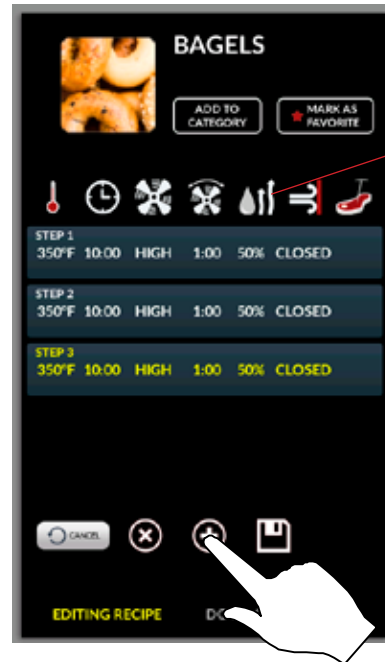 BAGELS
ADD TO
CATEGORY
MARK AS
FAVORITE
STEP 1
350°F 10:00 HIGH 1:00 50% CLOSED
STEP 2
350°F 10:00 HIGH 1:00 50% CLOSED
STEP 3
350°F 10:00 HIGH 1:00 50% CLOSED
CANCEL
EDITING RECIPE